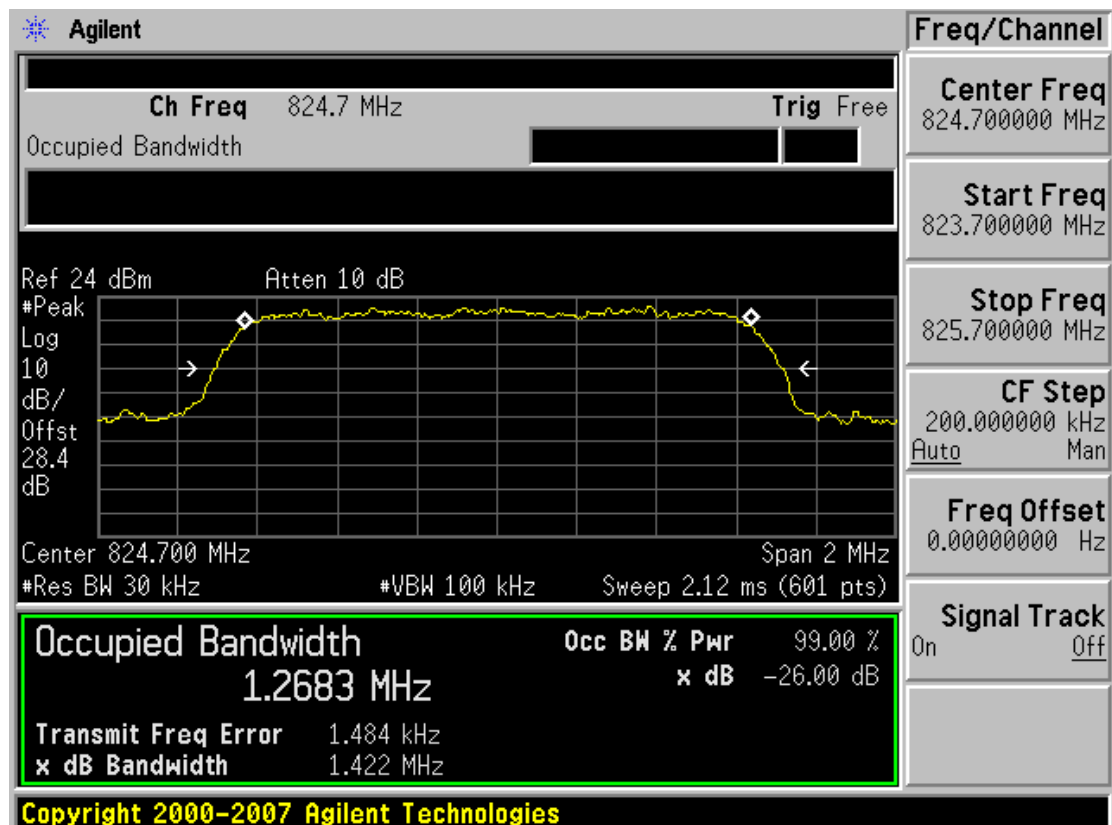 Agilent
Freq/Channel
Ch Freq 824.7 MHz Trig Free
Occupied Bandwidth
Center Freq
824.700000 MHz
Start Freq
823.700000 MHz
Stop Freq
825.700000 MHz
CF Step
200.000000 kHz
Auto Man
Freq Offset
0.00000000 Hz
Signal Track
On Off
Ref 24 dBm Atten 10 dB
#Peak
Log
10
dB/
Offst
28.4
dB
Center 824.700 MHz Span 2 MHz
#Res BW 30 kHz #VBW 100 kHz Sweep 2.12 ms (601 pts)
Occupied Bandwidth Occ BW % Pwr 99.00 %
1.2683 MHz x dB -26.00 dB
Transmit Freq Error 1.484 kHz
x dB Bandwidth 1.422 MHz
Copyright 2000-2007 Agilent Technologies